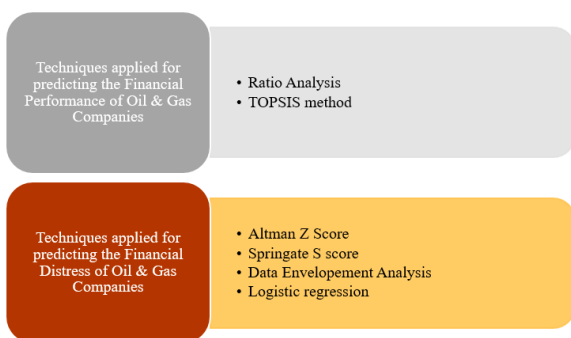 Techniques applied for
predicting the Financial
Performance of Oil & Gas
Companies
• Ratio Analysis
• TOPSIS method
Techniques applied for
predicting the Financial
Distress of Oil & Gas
Companies
• Altman Z Score
• Springate S score
• Data Envelopement Analysis
• Logistic regression